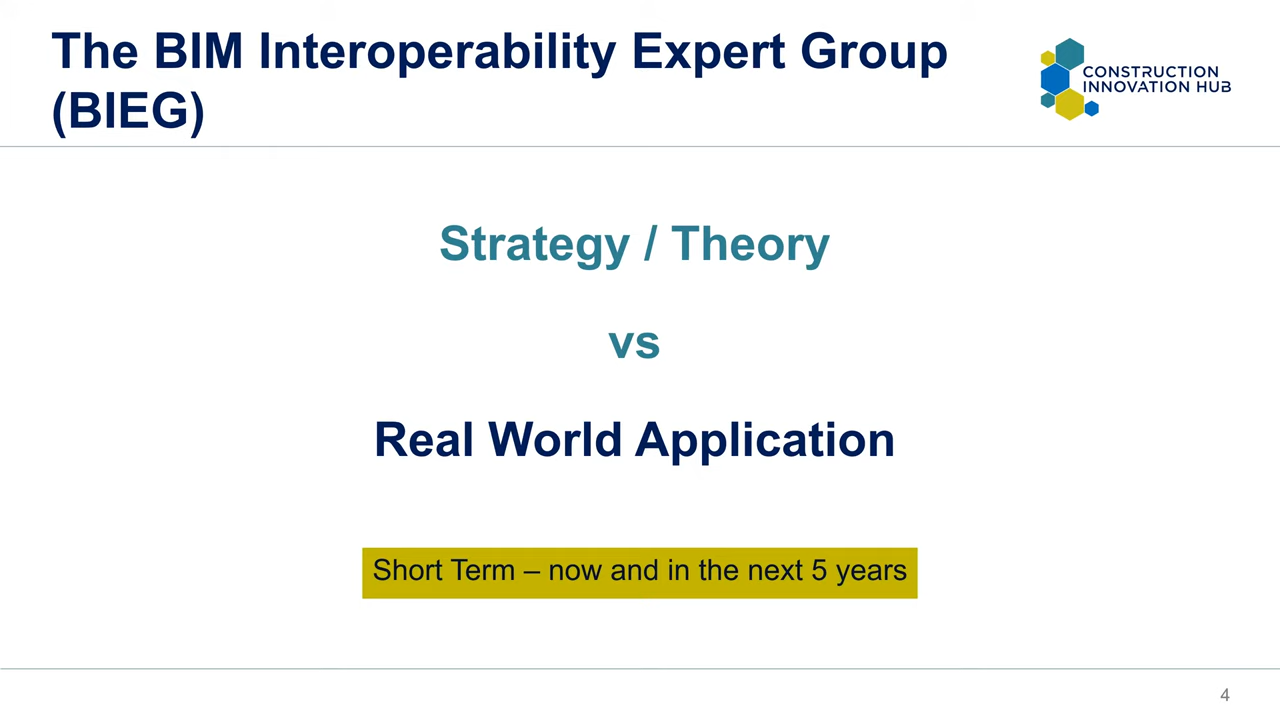 The BIM Interoperability Expert Group
(BIEG)
CONSTRUCTION
INNOVATION HUB
Strategy / Theory
vs
Real World Application
Short Term – now and in the next 5 years
4